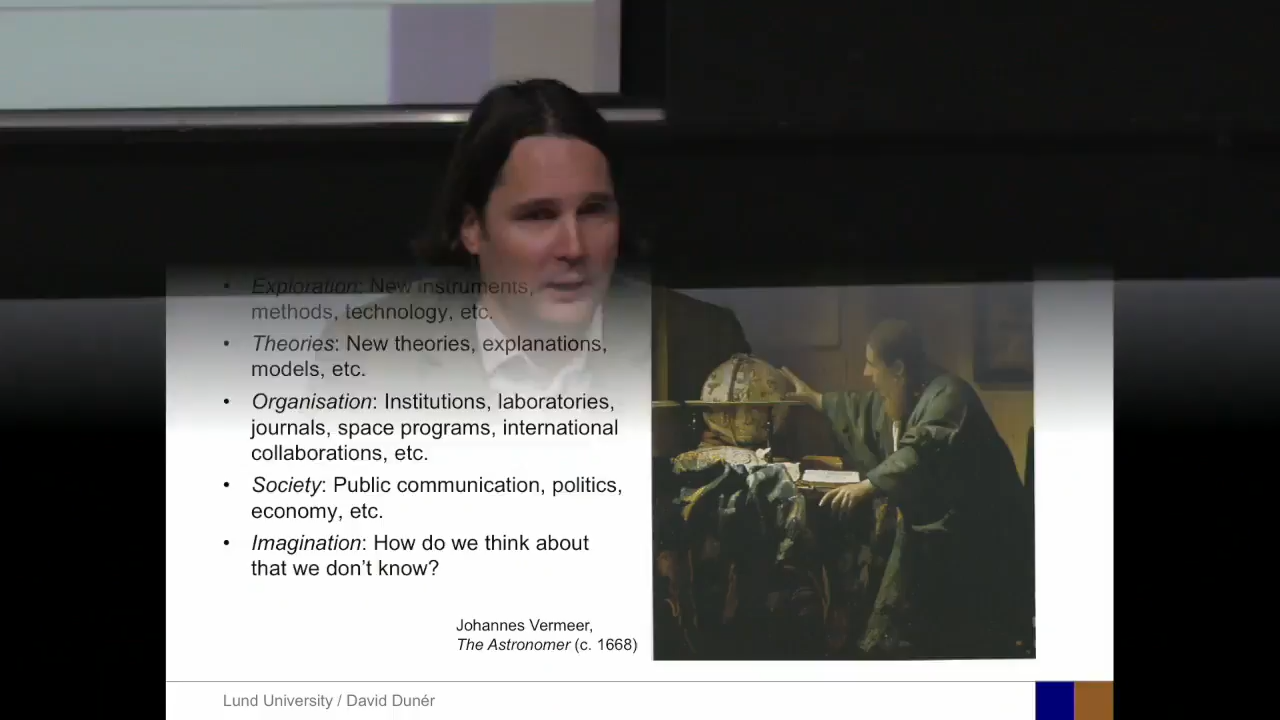 • Exploration: New instruments,
methods, technology, etc.
• Theories: New theories, explanations,
models, etc.
• Organisation: Institutions, laboratories,
journals, space programs, international
collaborations, etc.
• Society: Public communication, politics,
economy, etc.
• Imagination: How do we think about
that we don't know?
Johannes Vermeer,
The Astronomer (c. 1668)
Lund University / David Dunér